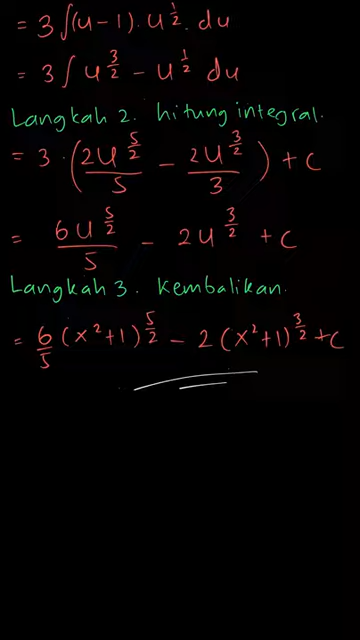 = 3 ∫(u − 1) · u^(1/2) · du
= 3 ∫ u^(3/2) − u^(1/2) du
Langkah 2. hitung integral.
= 3 · (2u^(5/2)/5 − 2u^(3/2)/3) + C
= 6u^(5/2)/5 − 2u^(3/2) + C
Langkah 3. Kembalikan.
= 6/5 (x² + 1)^(5/2) − 2 (x² + 1)^(3/2) + C